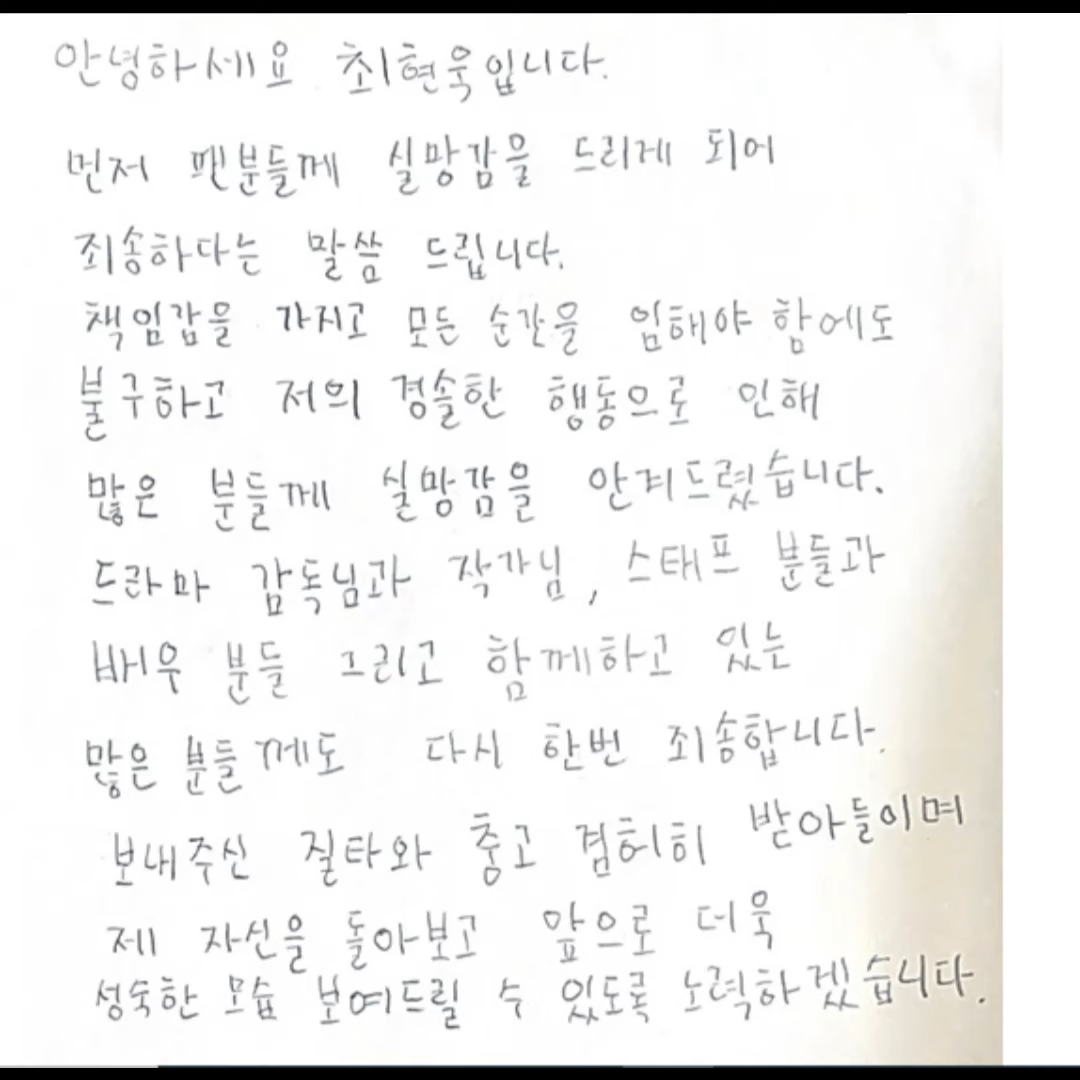 안녕하세요 최현욱입니다.
먼저 팬분들께 실망감을 드리게 되어
죄송하다는 말씀 드립니다.
책임감을 가지고 모든 순간을 임해야 함에도
불구하고 저의 경솔한 행동으로 인해
많은 분들께 실망감을 안겨드렸습니다.
드라마 감독님과 작가님, 스태프 분들과
배우 분들 그리고 함께하고 있는
많은 분들께도 다시 한번 죄송합니다.
보내주신 질타와 충고 겸허히 받아들이며
제 자신을 돌아보고 앞으로 더욱
성숙한 모습 보여드릴 수 있도록 노력하겠습니다.